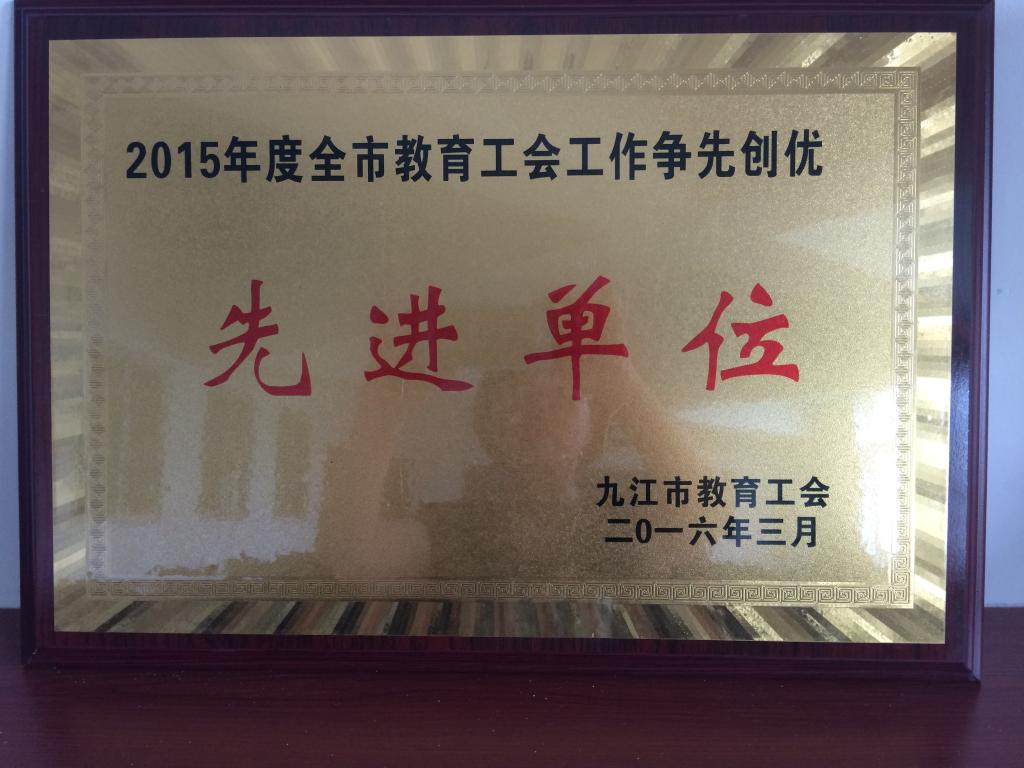 2015年度全市教育工会工作争先创优
先进单位
九江市教育工会
二0一六年三月